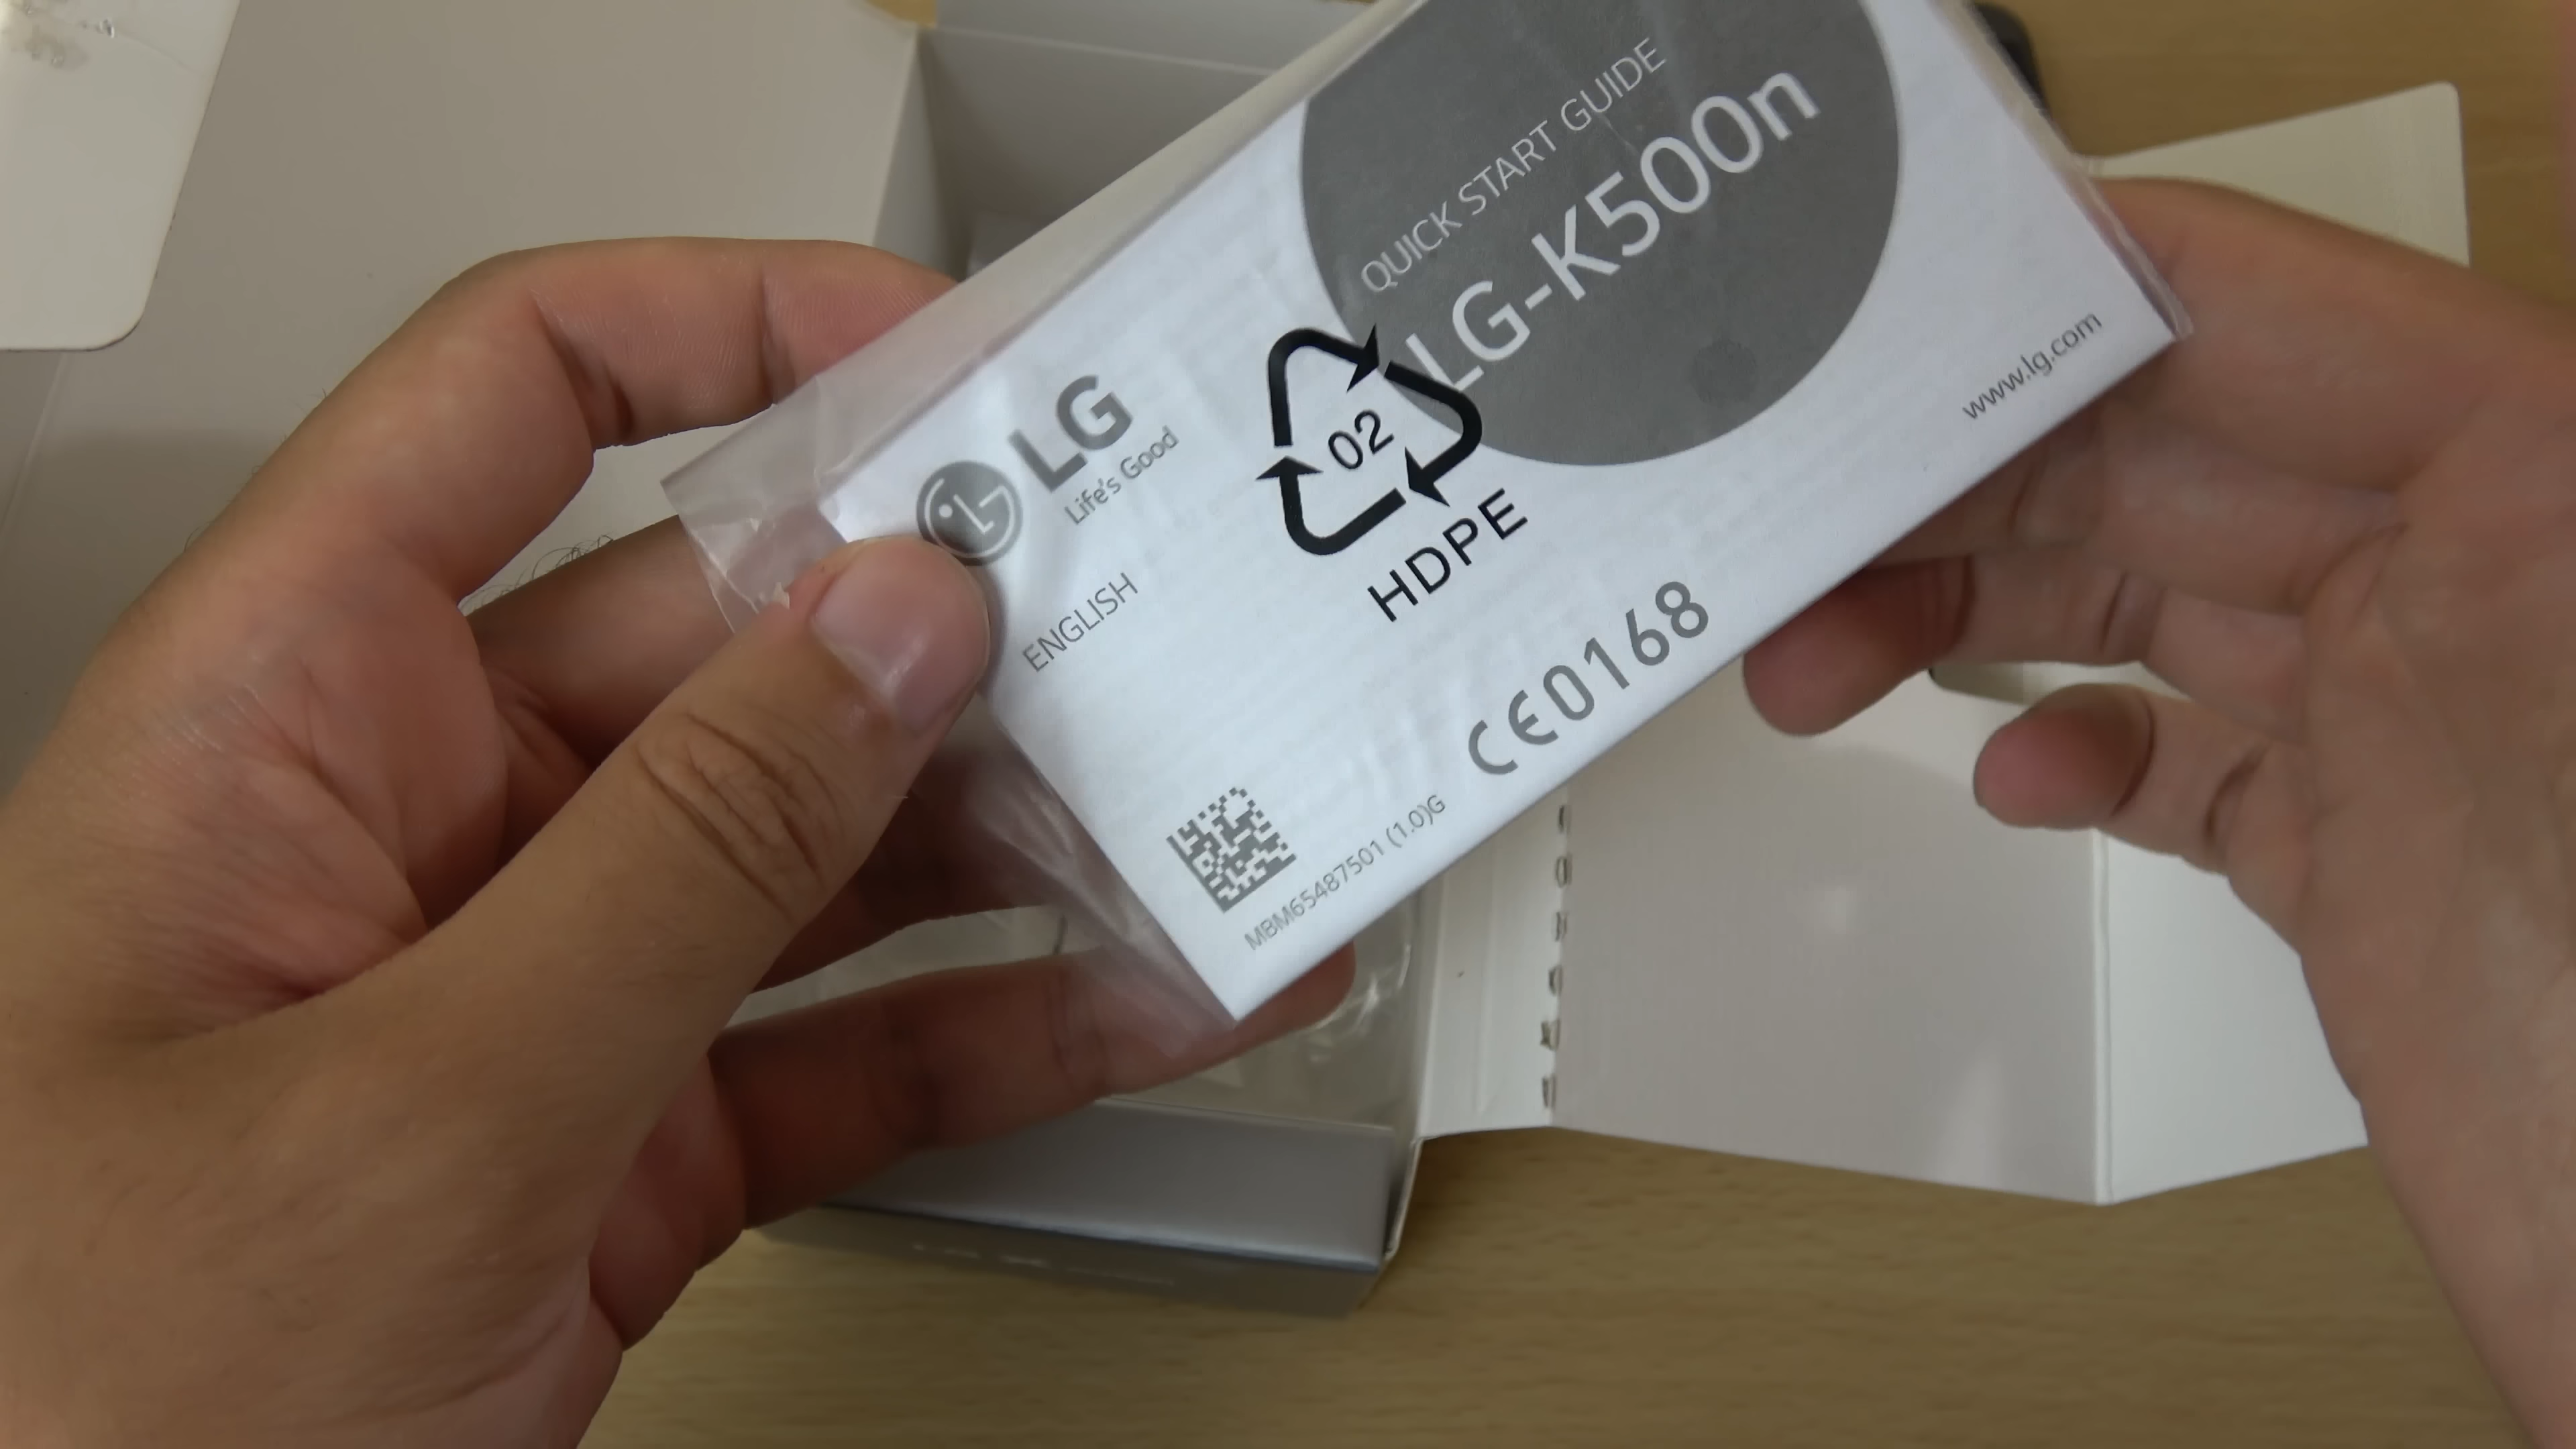 QUICK START GUIDE
LG-K500n
www.lg.com
LG
Life's Good
ENGLISH
02
HDPE
CE0168
MBM65487501 (1.0)G